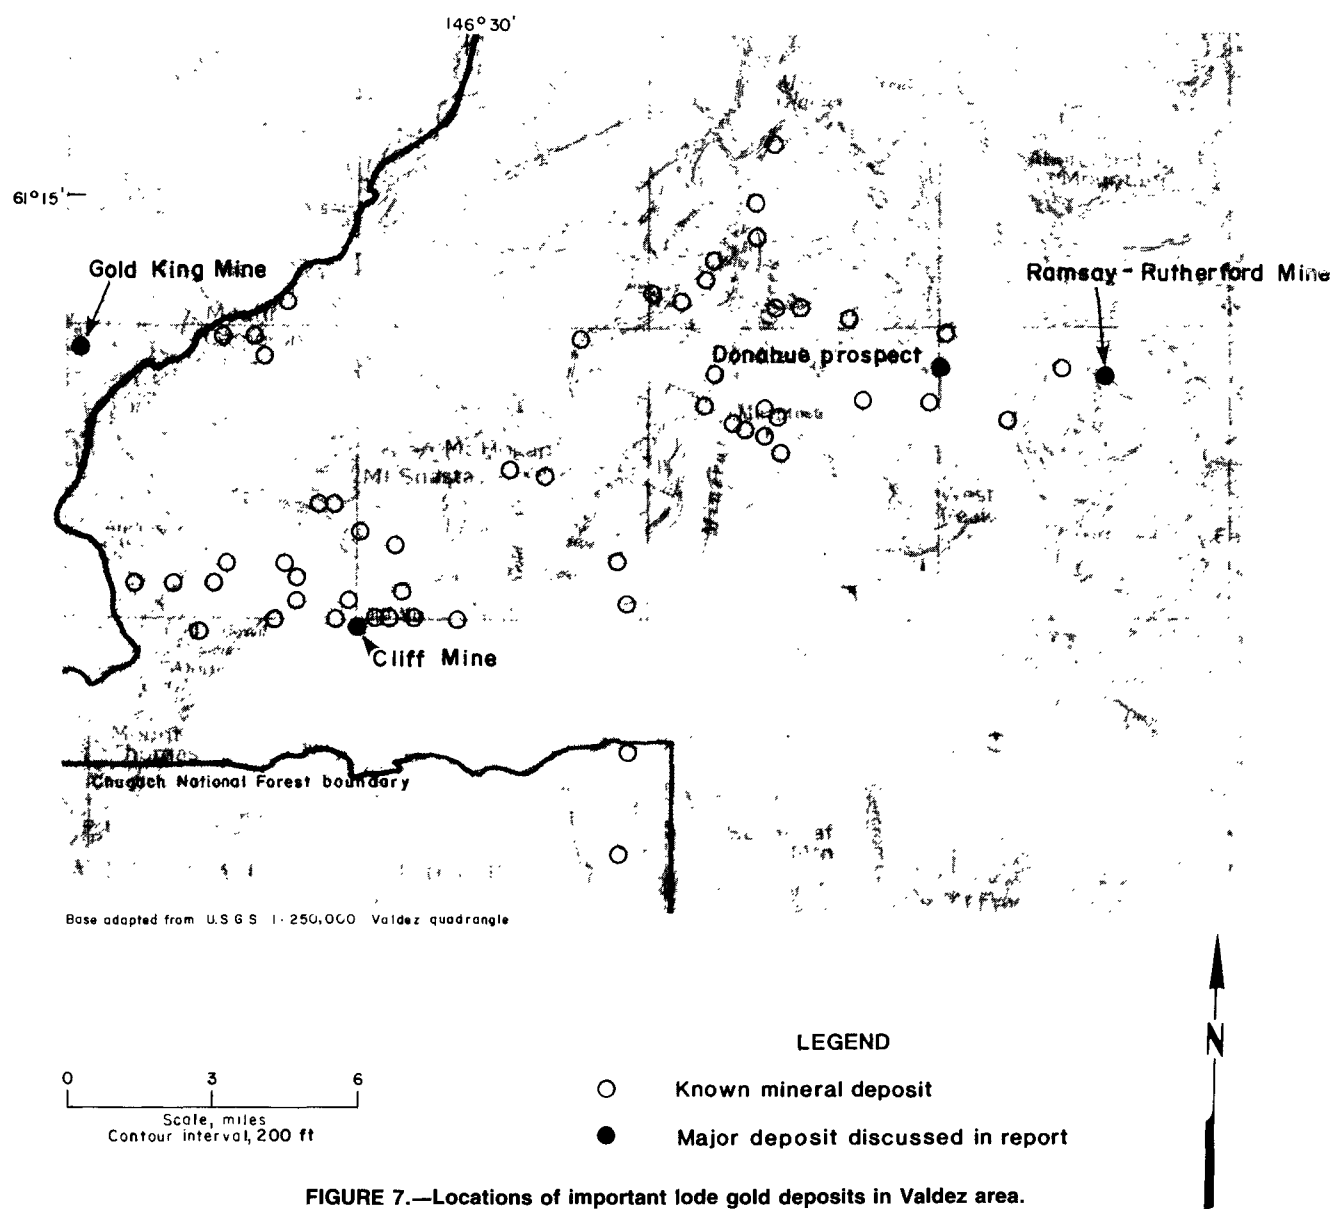 146° 30'
61° 15'
Gold King Mine
Ramsay - Rutherford Mine
Donahue prospect
Mt Shasta
Cliff Mine
Chugach National Forest boundary
Base adapted from U.S G S 1:250,000 Valdez quadrangle
LEGEND
0 3 6
Scale, miles
Contour interval, 200 ft
Known mineral deposit
Major deposit discussed in report
N
FIGURE 7.—Locations of important lode gold deposits in Valdez area.